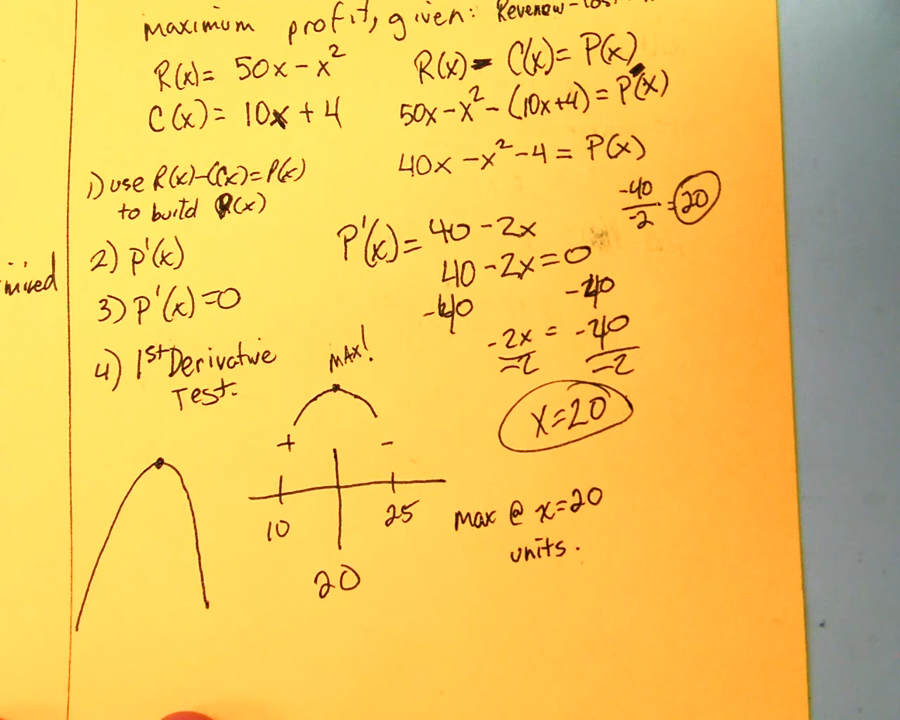 maximum profit, given: Revenew - Cost
R(x) = 50x - x²
C(x) = 10x + 4
R(x) - C(x) = P(x)
50x - x² - (10x+4) = P(x)
40x - x² - 4 = P(x)
1) use R(x)-C(x)=P(x)
to build P(x)
2) P'(x)
3) P'(x)=0
4) 1st Derivative
Test.
mixed
P'(x) = 40 - 2x
40 - 2x = 0
-40 -40
-2x = -40
-2 -2
x=20
-40
-2
=20
max!
+ -
10 25
20
max @ x=20
units.